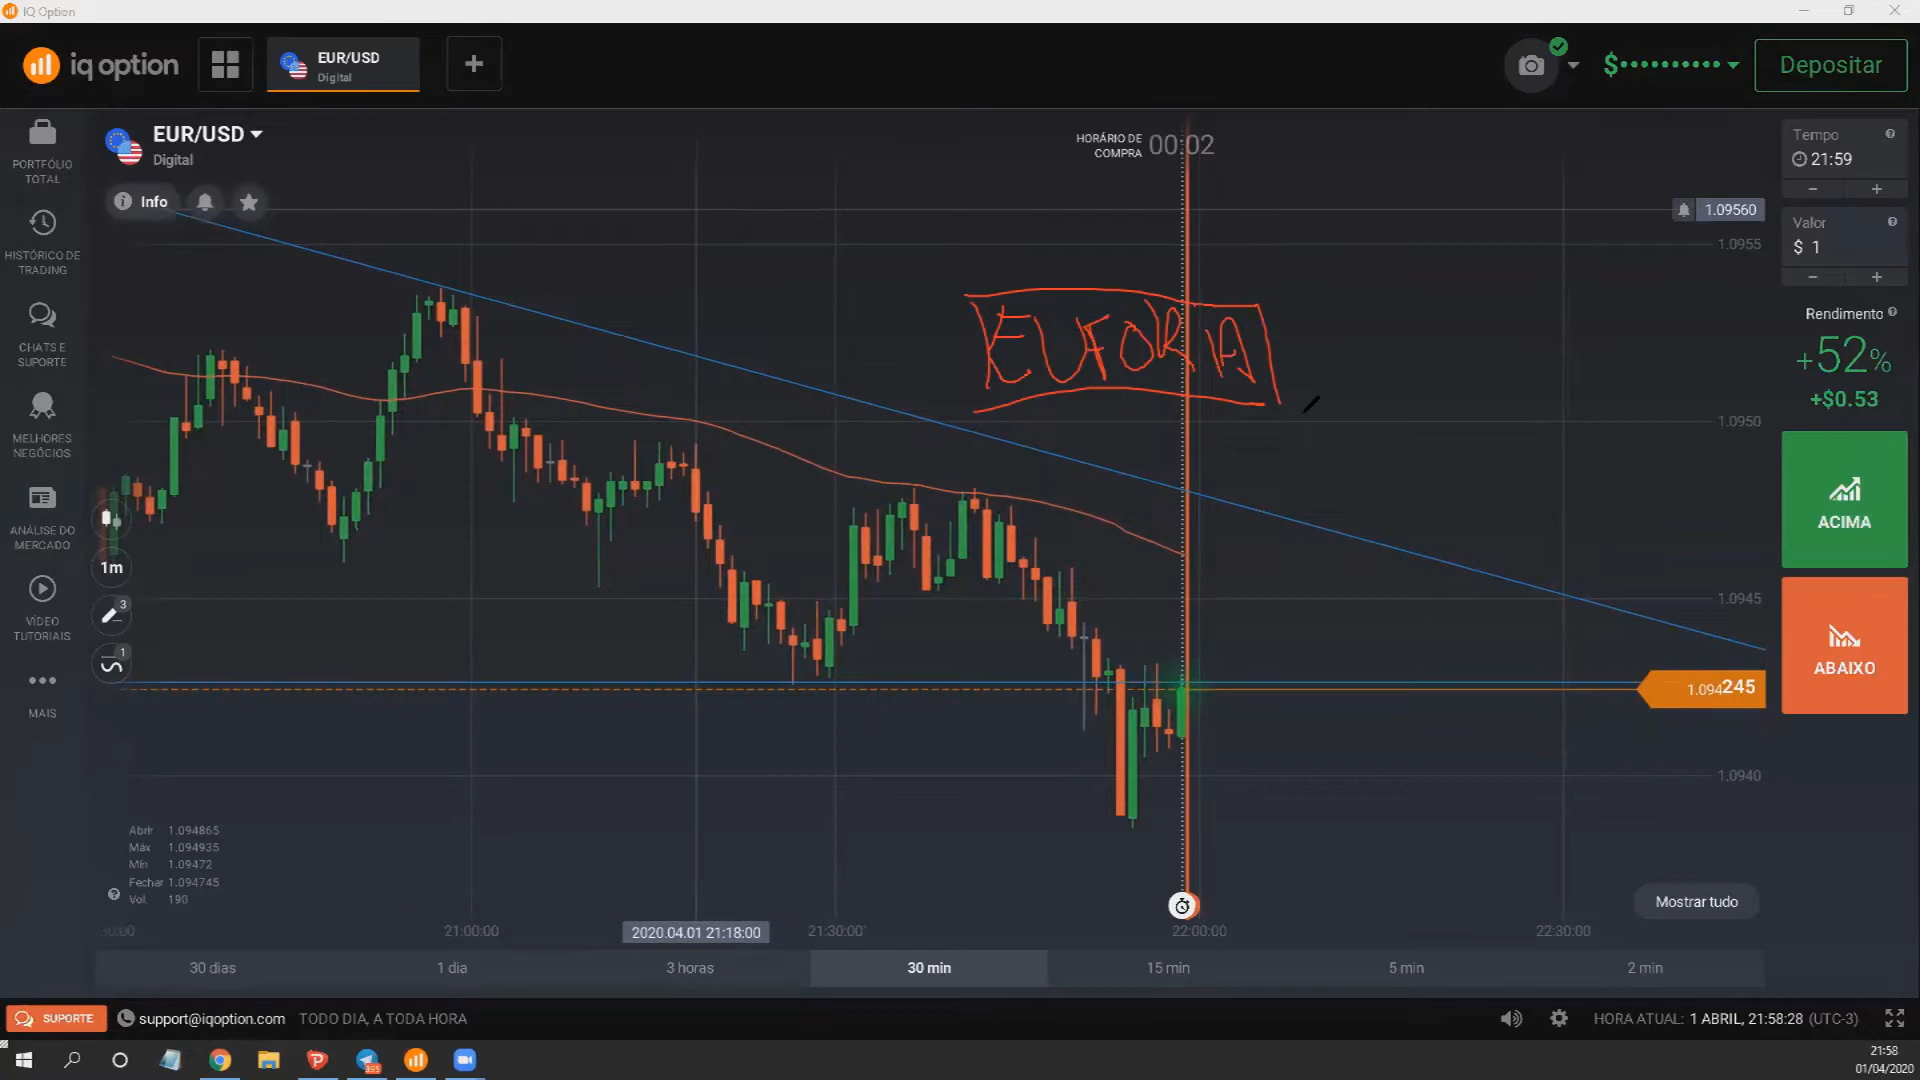 IQ Option
iq option
EUR/USD
Digital
$•••••••••• 
Depositar
EUR/USD
Digital
Info
HORÁRIO DE
COMPRA
00:02
PORTFÓLIO
TOTAL
HISTÓRICO DE
TRADING
CHATS E
SUPORTE
MELHORES
NEGÓCIOS
ANÁLISE DO
MERCADO
VÍDEO
TUTORIAIS
MAIS
1m
3
1
EUFORIA
1.09560
1.0955
1.0950
1.0945
1.094245
1.0940
Tempo
21:59
- +
Valor
$ 1
- +
Rendimento
+52%
+$0.53
ACIMA
ABAIXO
Abrir 1.094865
Máx 1.094935
Mín 1.09472
Fechar 1.094745
Vol. 190
Mostrar tudo
:30:00 21:00:00 2020.04.01 21:18:00 21:30:00 22:00:00 22:30:00
30 dias 1 dia 3 horas 30 min 15 min 5 min 2 min
SUPORTE support@iqoption.com TODO DIA, A TODA HORA
HORA ATUAL: 1 ABRIL, 21:58:28 (UTC-3)
395
21:58
01/04/2020